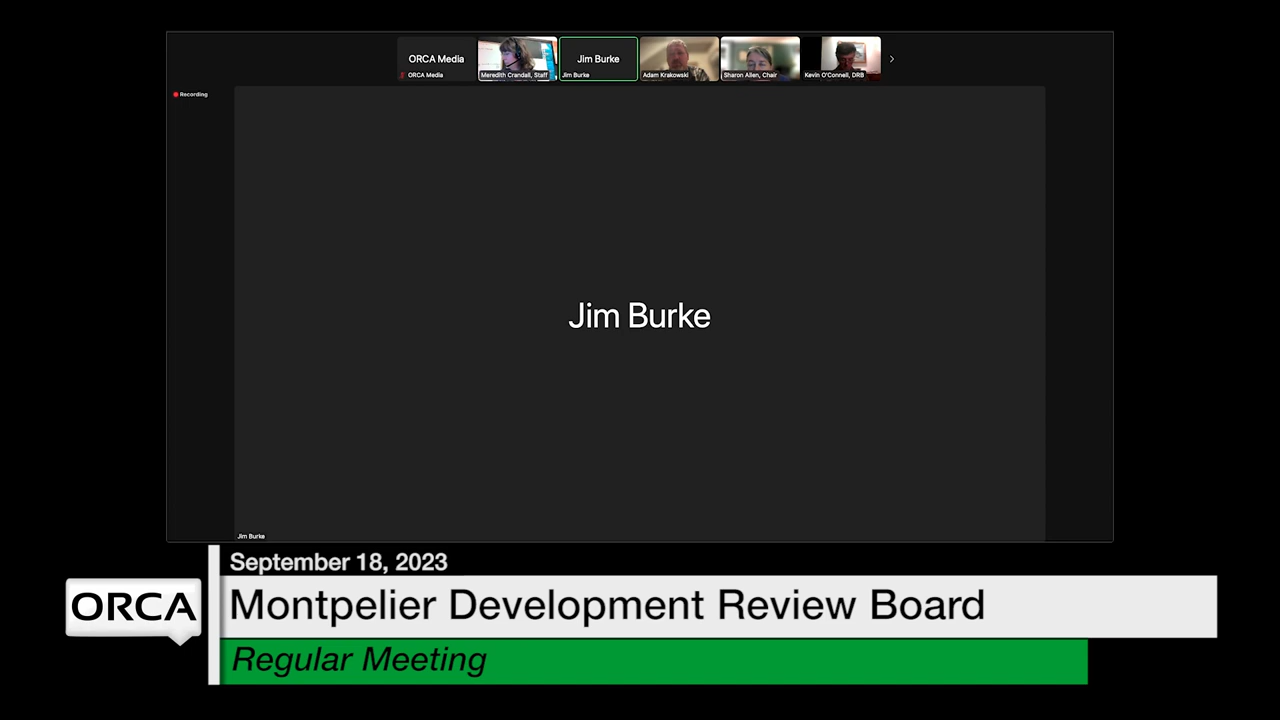 ORCA Media
Jim Burke
ORCA Media
Meredith Crandall, Staff
Jim Burke
Adam Krakowski
Sharon Allen, Chair
Kevin O'Connell, DRB
Recording
Jim Burke
Jim Burke
September 18, 2023
ORCA
Montpelier Development Review Board
Regular Meeting